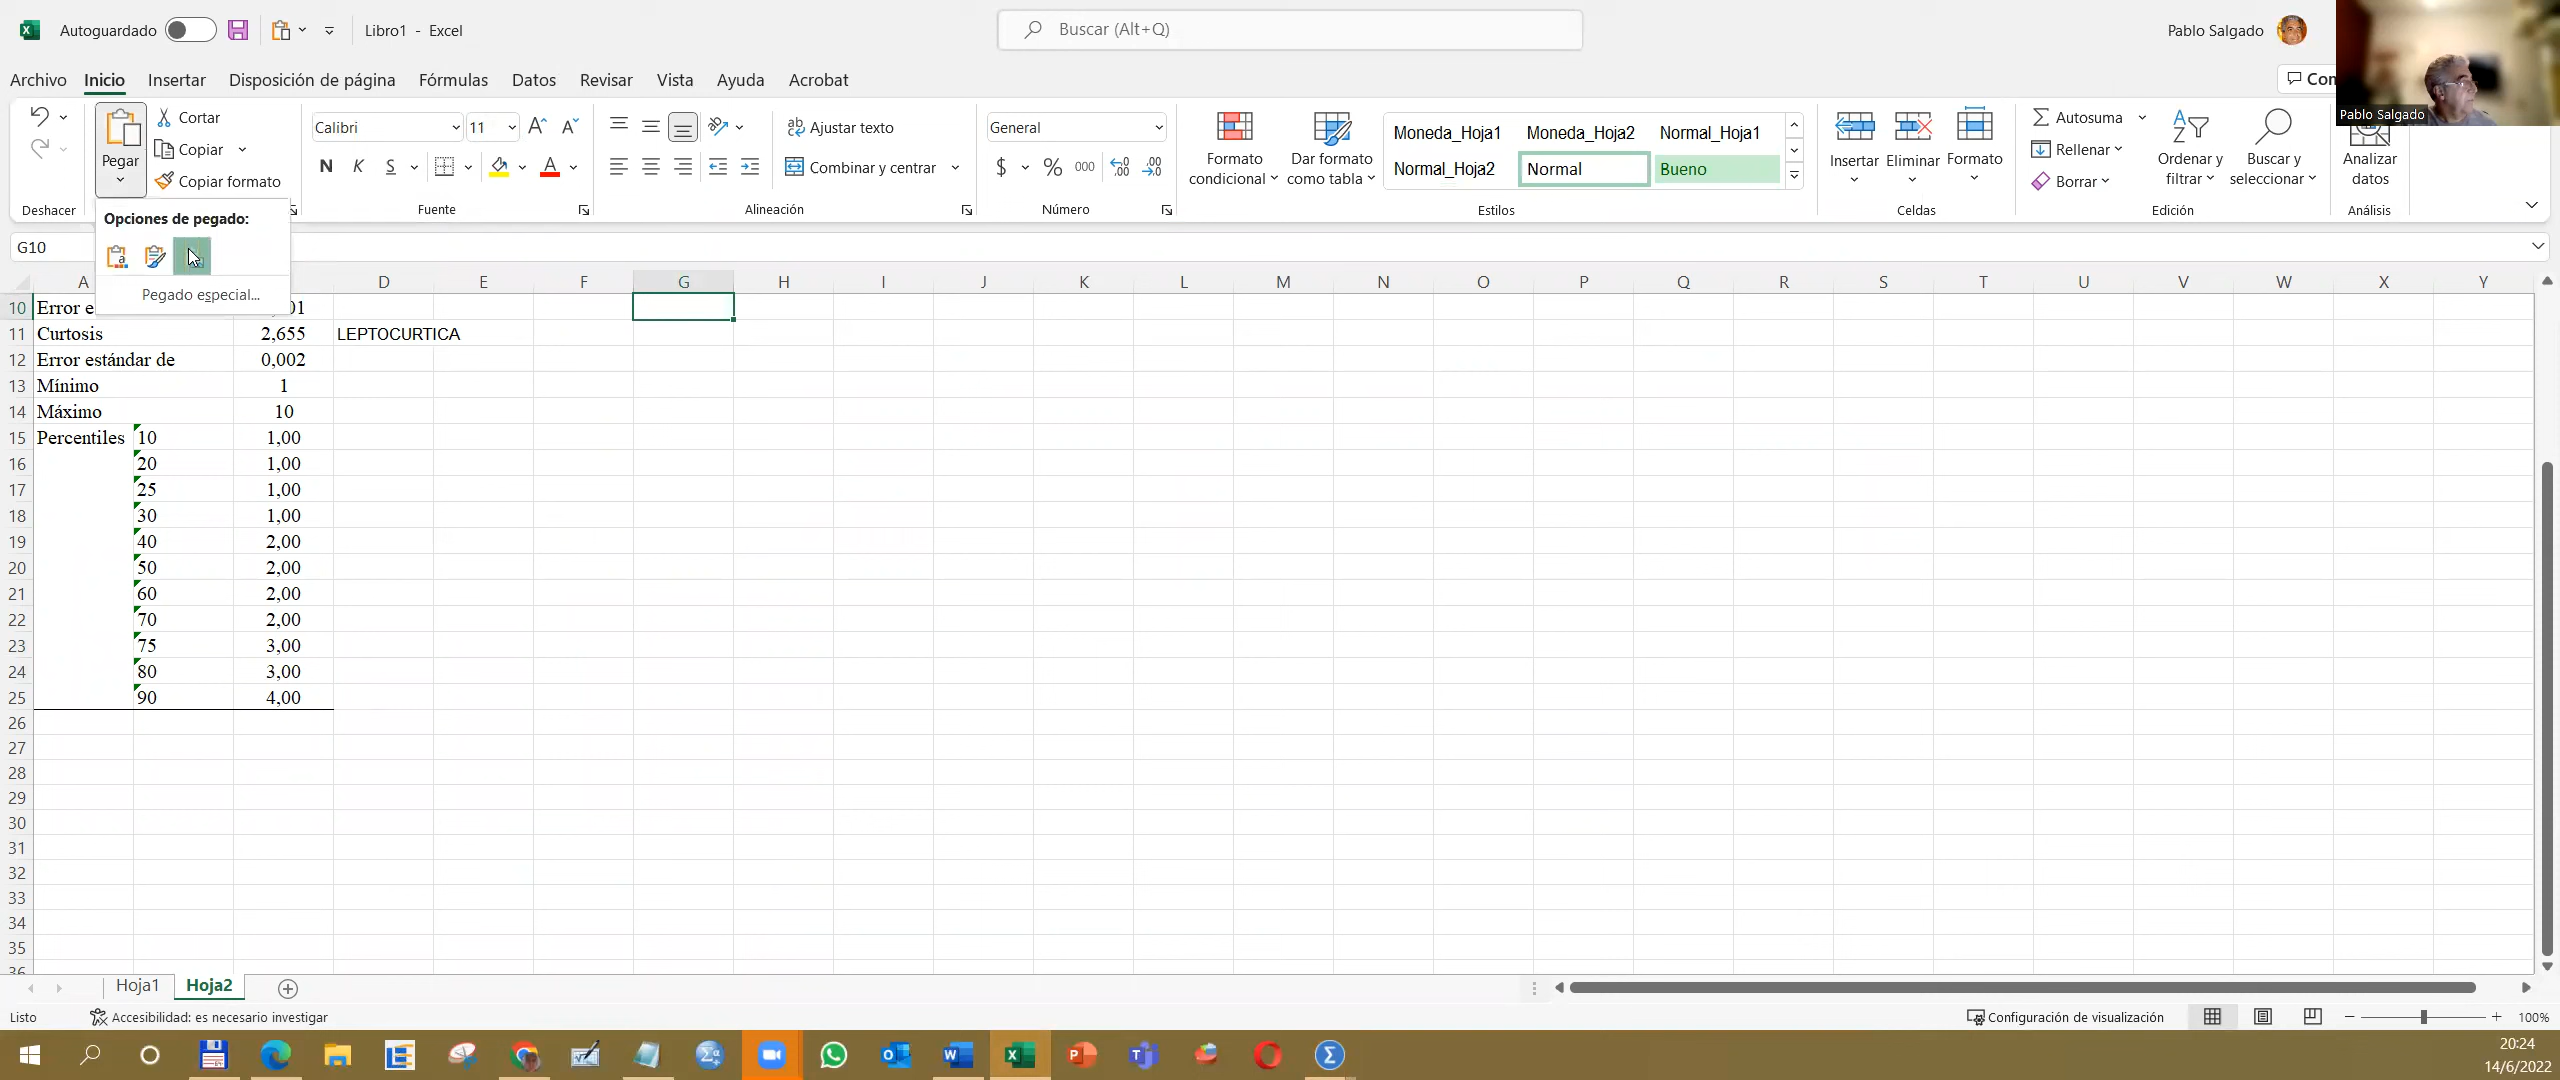 Autoguardado Libro1 - Excel Buscar (Alt+Q) Pablo Salgado
Archivo Inicio Insertar Disposición de página Fórmulas Datos Revisar Vista Ayuda Acrobat
Pegar
Cortar
Copiar
Copiar formato
Deshacer
Calibri 11
N K S
Fuente
Ajustar texto
Combinar y centrar
Alineación
General
$ % 000
Número
Formato condicional
Dar formato como tabla
Moneda_Hoja1 Moneda_Hoja2 Normal_Hoja1
Normal_Hoja2 Normal Bueno
Estilos
Insertar Eliminar Formato
Celdas
Autosuma
Rellenar
Borrar
Ordenar y filtrar
Buscar y seleccionar
Edición
Analizar datos
Análisis
Pablo Salgado
Opciones de pegado:
Pegado especial...
G10
A D E F G H I J K L M N O P Q R S T U V W X Y
10 Error e
11 Curtosis 2,655 LEPTOCURTICA
12 Error estándar de 0,002
13 Mínimo 1
14 Máximo 10
15 Percentiles 10 1,00
16 20 1,00
17 25 1,00
18 30 1,00
19 40 2,00
20 50 2,00
21 60 2,00
22 70 2,00
23 75 3,00
24 80 3,00
25 90 4,00
26
27
28
29
30
31
32
33
34
35
36
Hoja1 Hoja2
Listo Accesibilidad: es necesario investigar Configuración de visualización 100%
20:24
14/6/2022